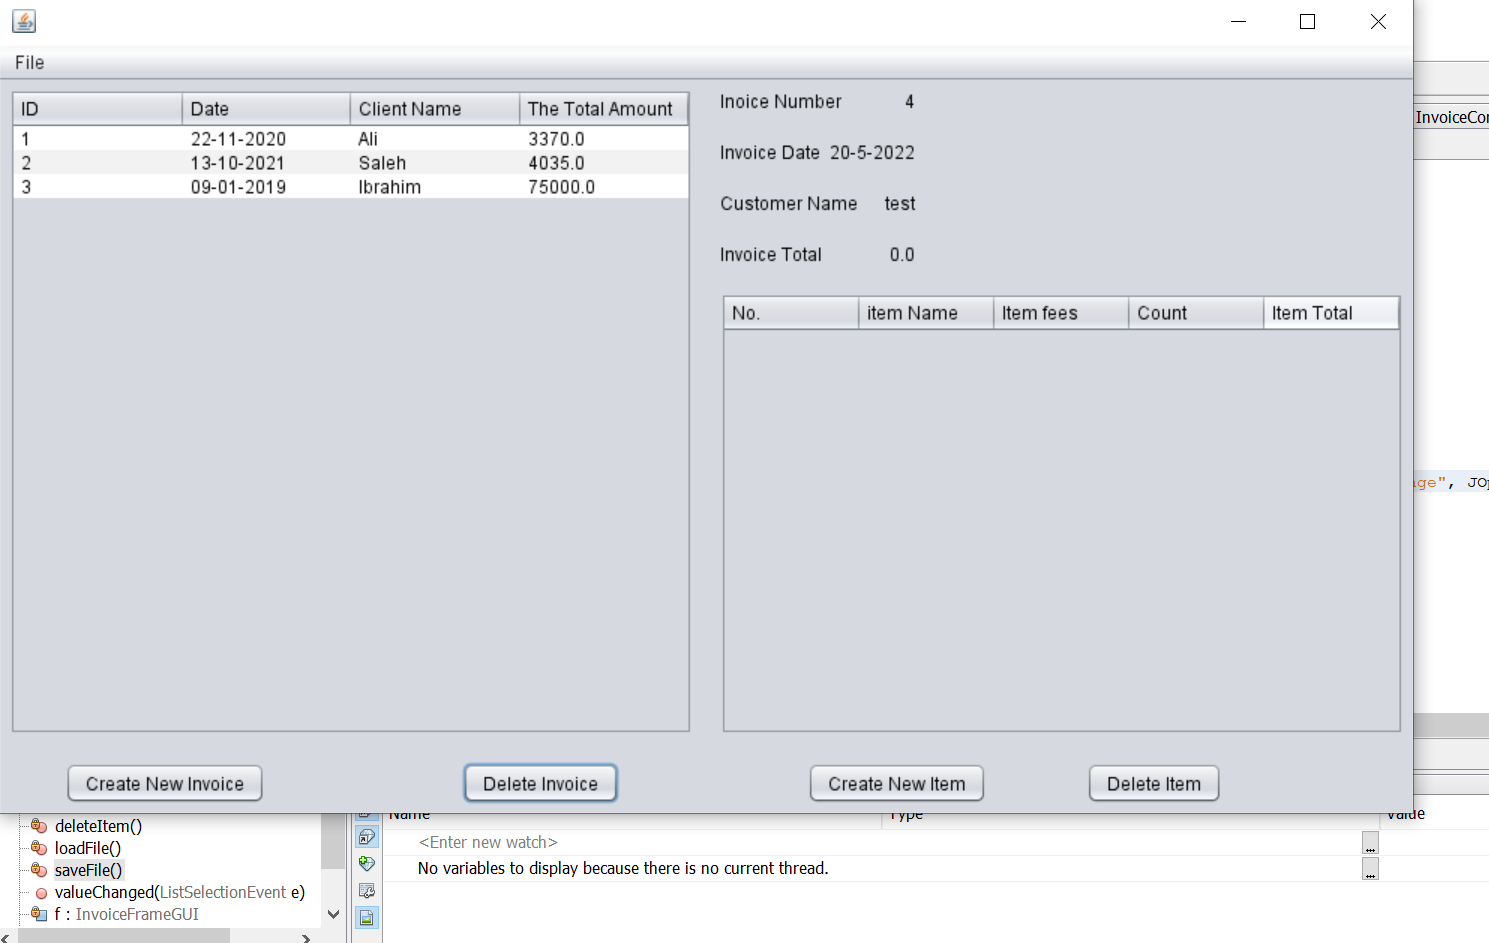 File
ID Date Client Name The Total Amount
1 22-11-2020 Ali 3370.0
2 13-10-2021 Saleh 4035.0
3 09-01-2019 Ibrahim 75000.0
Inoice Number 4
Invoice Date 20-5-2022
Customer Name test
Invoice Total 0.0
No. item Name Item fees Count Item Total
Create New Invoice Delete Invoice Create New Item Delete Item
InvoiceCon
age", JOp
deleteItem()
loadFile()
saveFile()
valueChanged(ListSelectionEvent e)
f : InvoiceFrameGUI
Name Type Value
<Enter new watch> ...
No variables to display because there is no current thread. ...